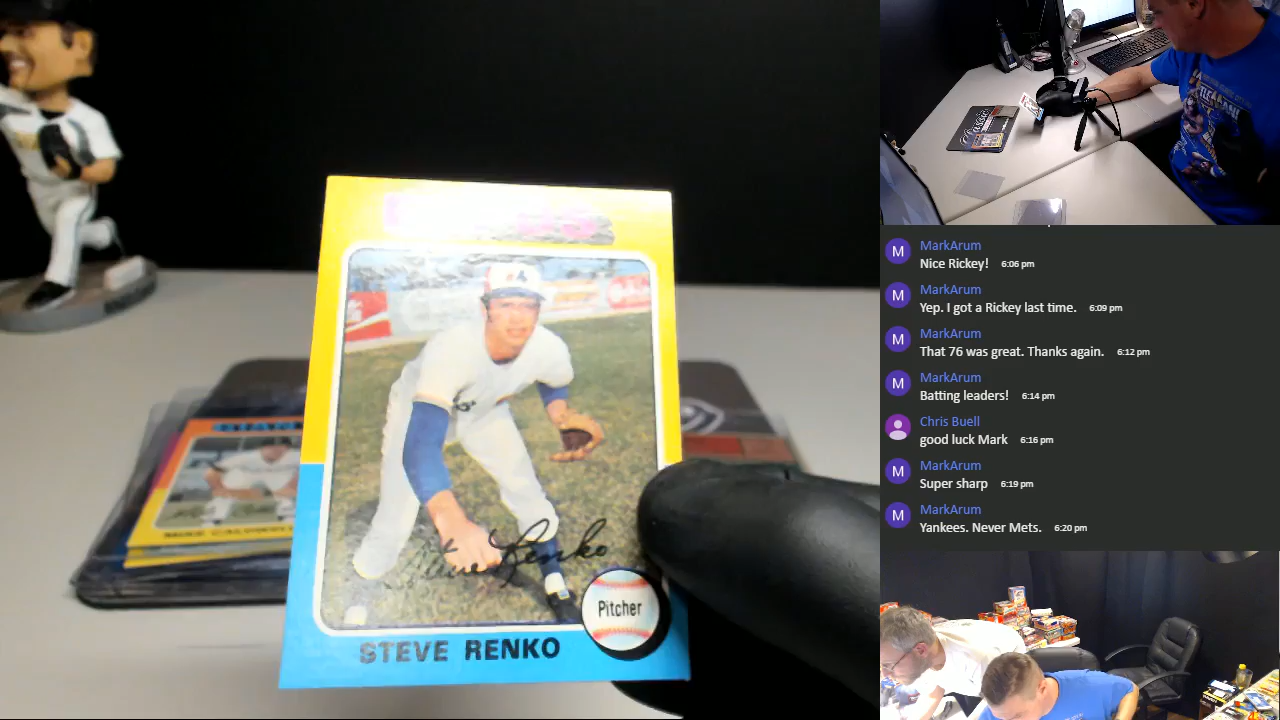 Steve Renko
Pitcher
STEVE RENKO
MarkArum
Nice Rickey! 6:06 pm
MarkArum
Yep. I got a Rickey last time. 6:09 pm
MarkArum
That 76 was great. Thanks again. 6:12 pm
MarkArum
Batting leaders! 6:14 pm
Chris Buell
good luck Mark 6:16 pm
MarkArum
Super sharp 6:19 pm
MarkArum
Yankees. Never Mets. 6:20 pm
M
M
M
M
M
M